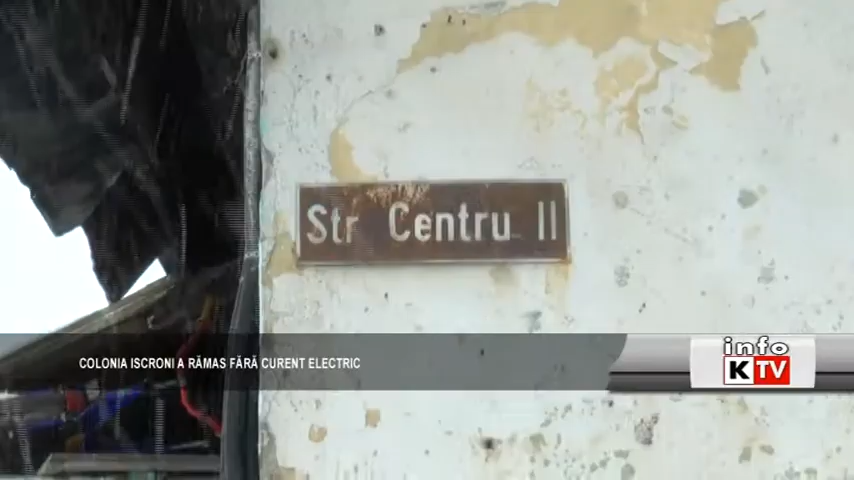 Str Centru II
COLONIA ISCRONI A RĂMAS FĂRĂ CURENT ELECTRIC
info
KTV